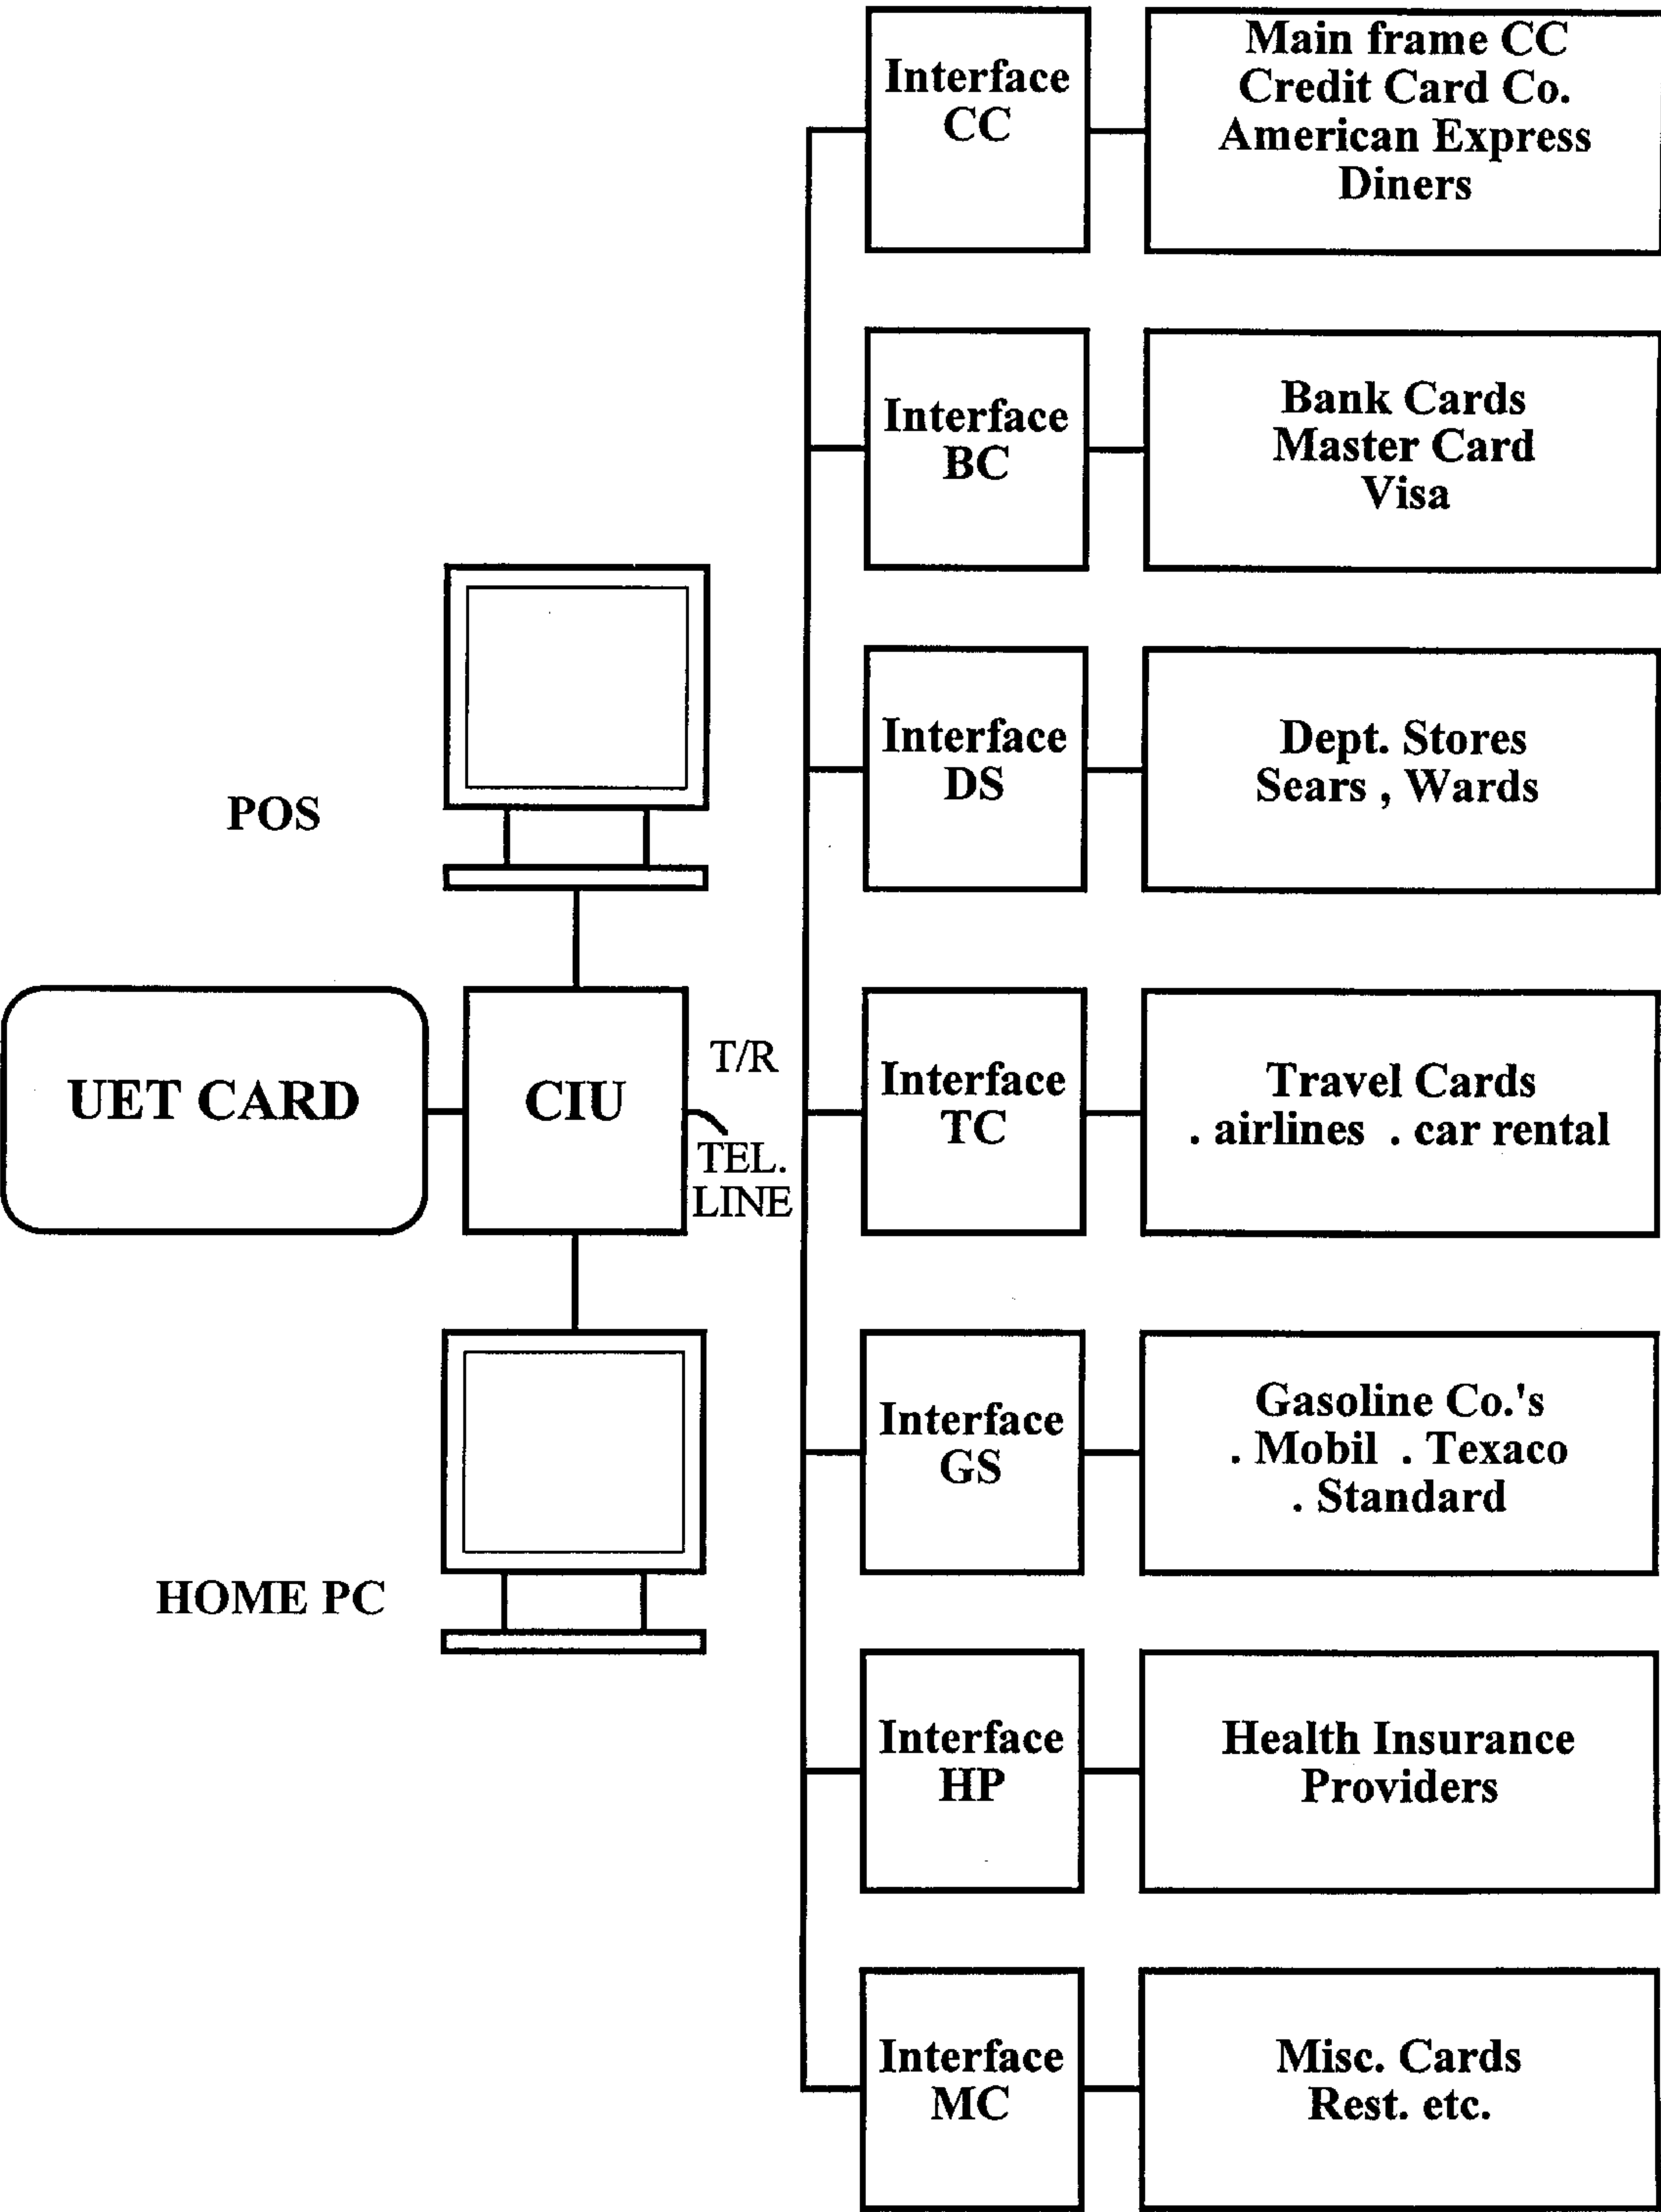 Interface
CC
Main frame CC
Credit Card Co.
American Express
Diners
Interface
BC
Bank Cards
Master Card
Visa
Interface
DS
Dept. Stores
Sears , Wards
POS
UET CARD
CIU
T/R
TEL.
LINE
Interface
TC
Travel Cards
. airlines . car rental
Interface
GS
Gasoline Co.'s
. Mobil . Texaco
. Standard
HOME PC
Interface
HP
Health Insurance
Providers
Interface
MC
Misc. Cards
Rest. etc.